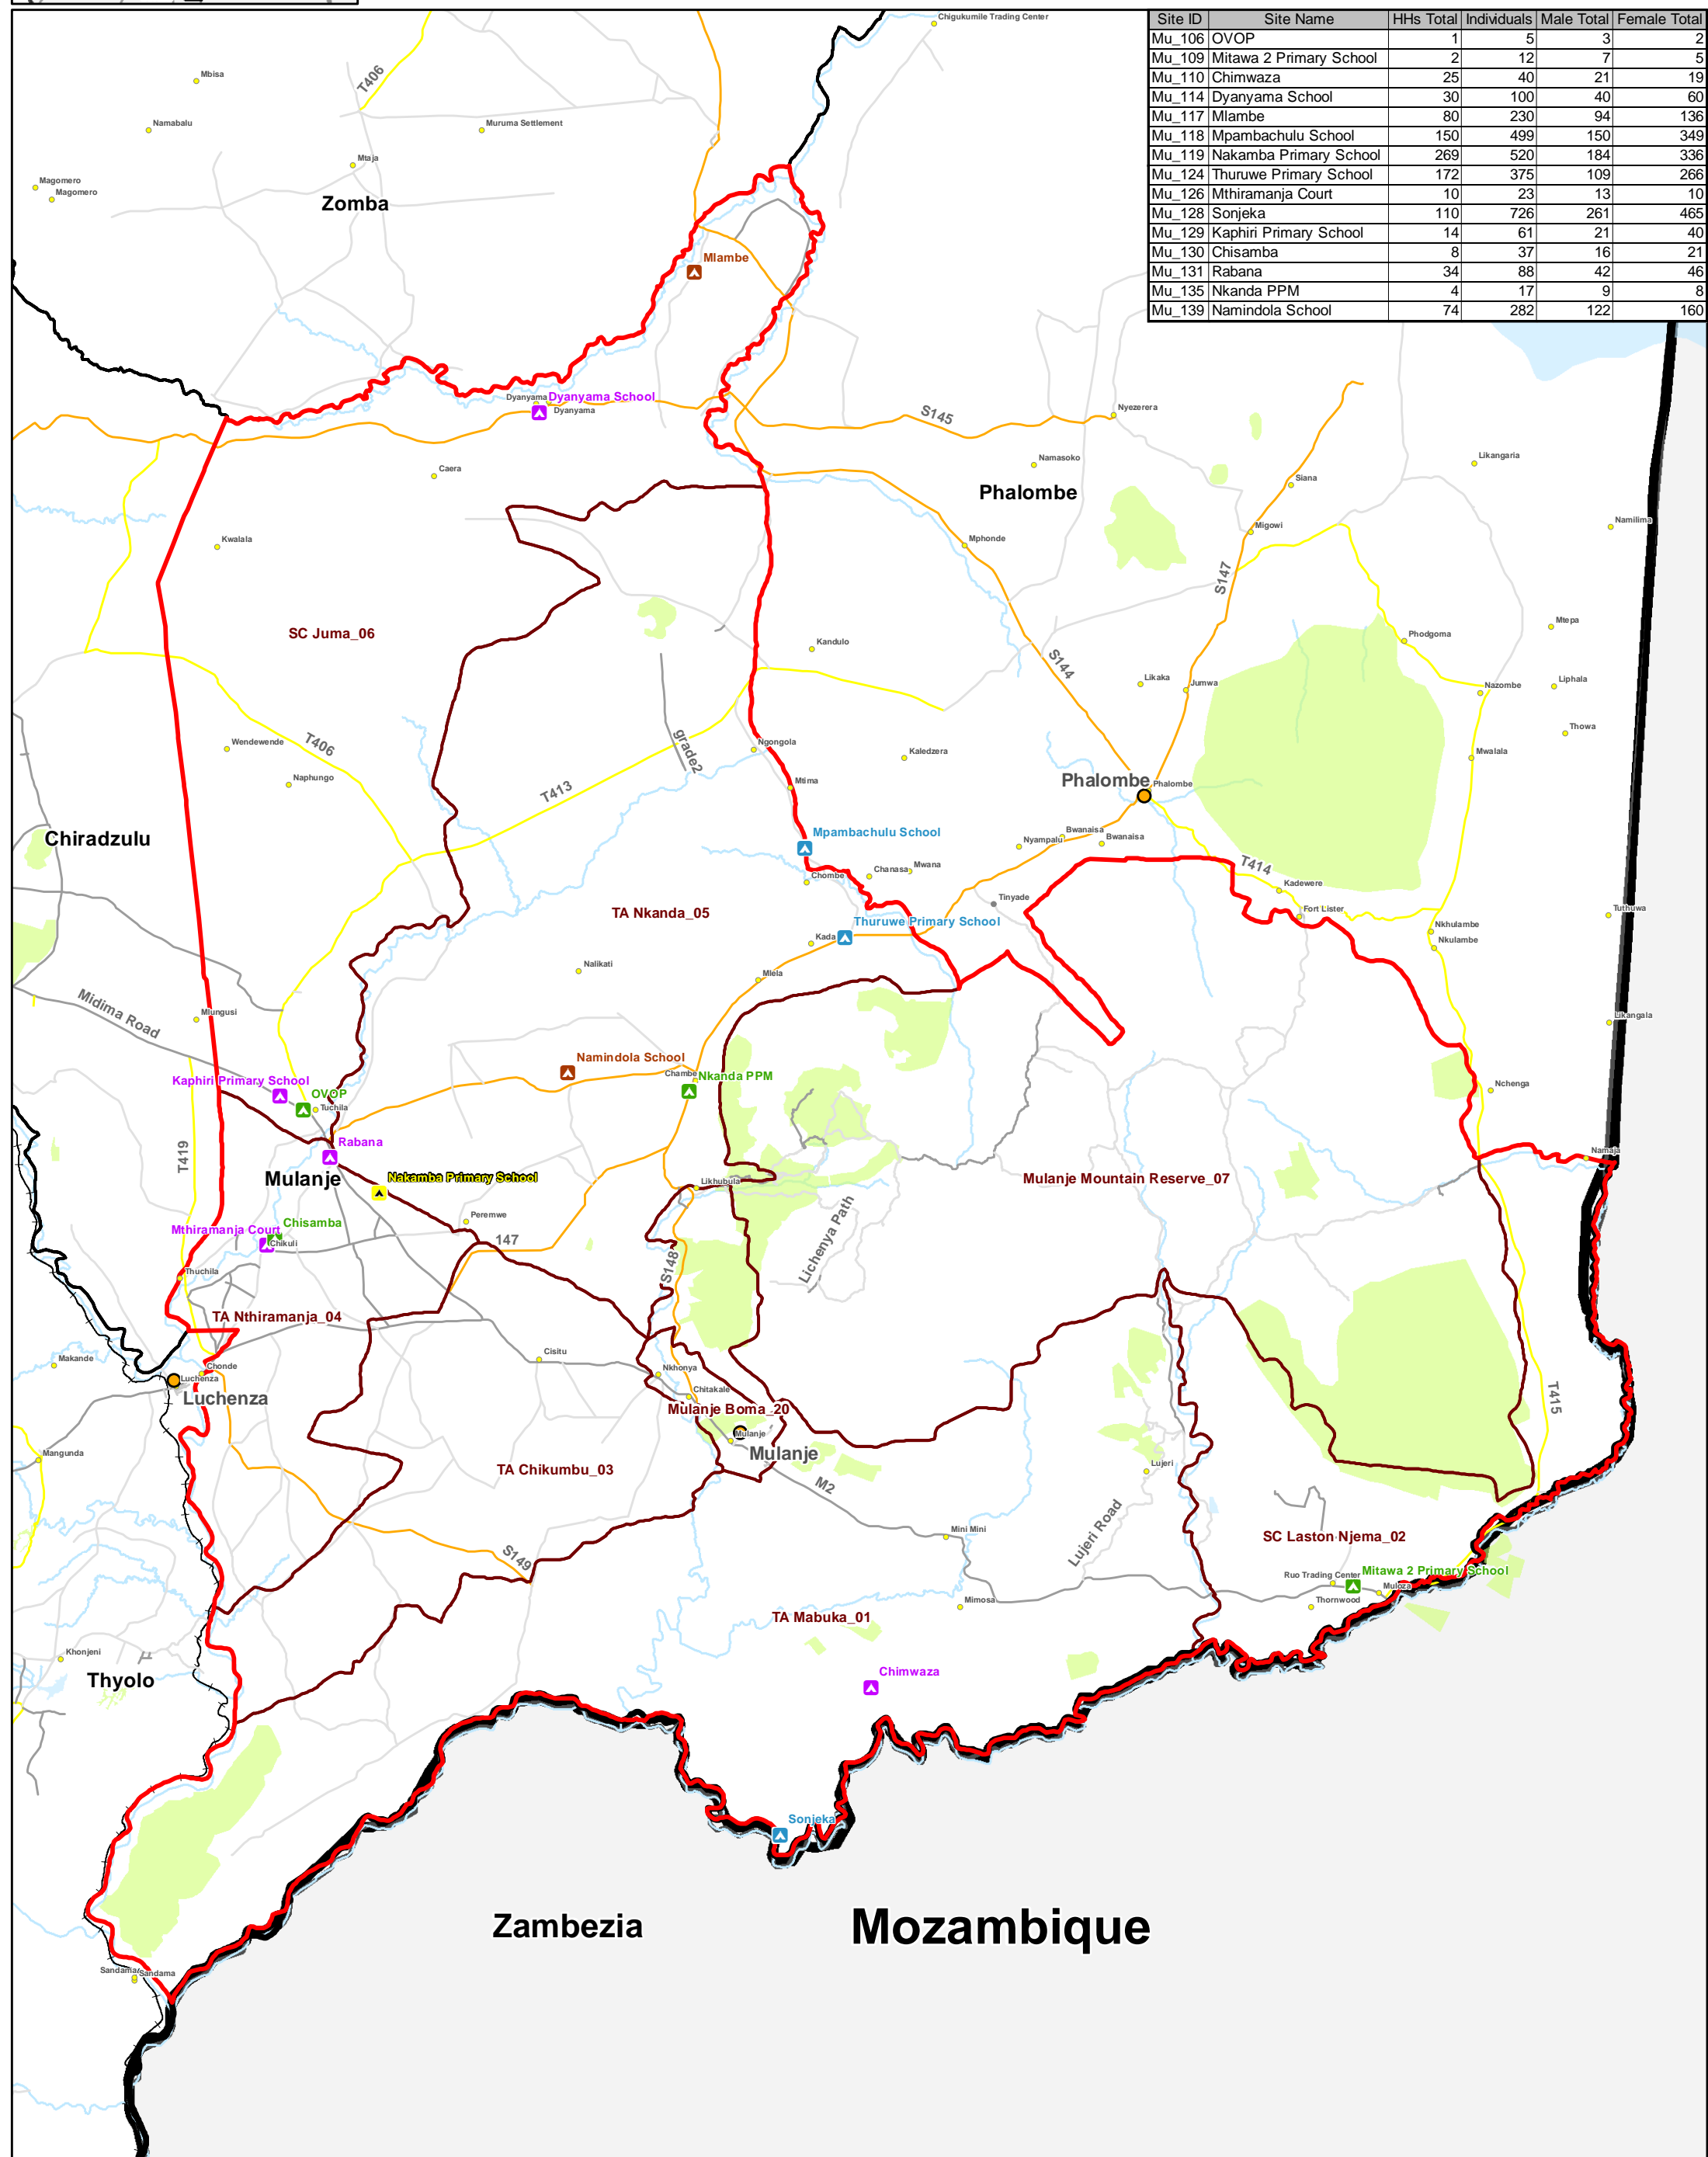 Site ID Site Name HHs Total Individuals Male Total Female Total
Mu_106 OVOP 1 5 3 2
Mu_109 Mitawa 2 Primary School 2 12 7 5
Mu_110 Chimwaza 25 40 21 19
Mu_114 Dyanyama School 30 100 40 60
Mu_117 Mlambe 80 230 94 136
Mu_118 Mpambachulu School 150 499 150 349
Mu_119 Nakamba Primary School 269 520 184 336
Mu_124 Thuruwe Primary School 172 375 109 266
Mu_126 Mthiramanja Court 10 23 13 10
Mu_128 Sonjeka 110 726 261 465
Mu_129 Kaphiri Primary School 14 61 21 40
Mu_130 Chisamba 8 37 16 21
Mu_131 Rabana 34 88 42 46
Mu_135 Nkanda PPM 4 17 9 8
Mu_139 Namindola School 74 282 122 160
Chigukumile Trading Center
Mbisa
T406
Namabalu
Muruma Settlement
Mtaja
Magomero
Magomero
Zomba
Mlambe
Dyanyama
Dyanyama School
Dyanyama
S145
Nyezerera
Caera
Namasoko
Likangaria
Phalombe
Siana
Kwalala
Mphonde
Migowi
Namilima
S147
SC Juma_06
Kandulo
Mtepa
Phodgoma
S144
Likaka
Jumwa
Nazombe
Liphala
Wendewende
T406
grade2
Ngongola
Kaledzera
Thowa
Mwalala
Naphungo
T413
Mtima
Phalombe
Phalombe
Chiradzulu
Mpambachulu School
Nyampalu
Bwanaisa
Bwanaisa
Chombe
Chanasa
Mwana
T414
Kadewere
TA Nkanda_05
Tinyade
Fort Lister
Tuthuwa
Thuruwe Primary School
Kada
Nkhulambe
Nkulambe
Nalikati
Mlela
Midima Road
Mlungusi
Likangala
Namindola School
Chambe
Nkanda PPM
Kaphiri Primary School
OVOP
Tuchila
Nchenga
T419
Rabana
Namaja
Mulanje
Nakamba Primary School
Likhubula
Mulanje Mountain Reserve_07
Mthiramanja Court
Chisamba
Chikuli
Peremwe
147
Lichenya Path
S148
Thuchila
TA Nthiramanja_04
Makande
Chonde
Cisitu
Nkhonya
Luchenza
Luchenza
Chitakale
T415
Mulanje Boma_20
Mulanje
Mulanje
Mangunda
TA Chikumbu_03
M2
Lujeri
Mini Mini
Lujeri Road
SC Laston Njema_02
S149
Ruo Trading Center
Mitawa 2 Primary School
Muloza
Mimosa
Thornwood
TA Mabuka_01
Khonjeni
Thyolo
Chimwaza
Sonjeka
Zambezia
Mozambique
Sandama
Sandama